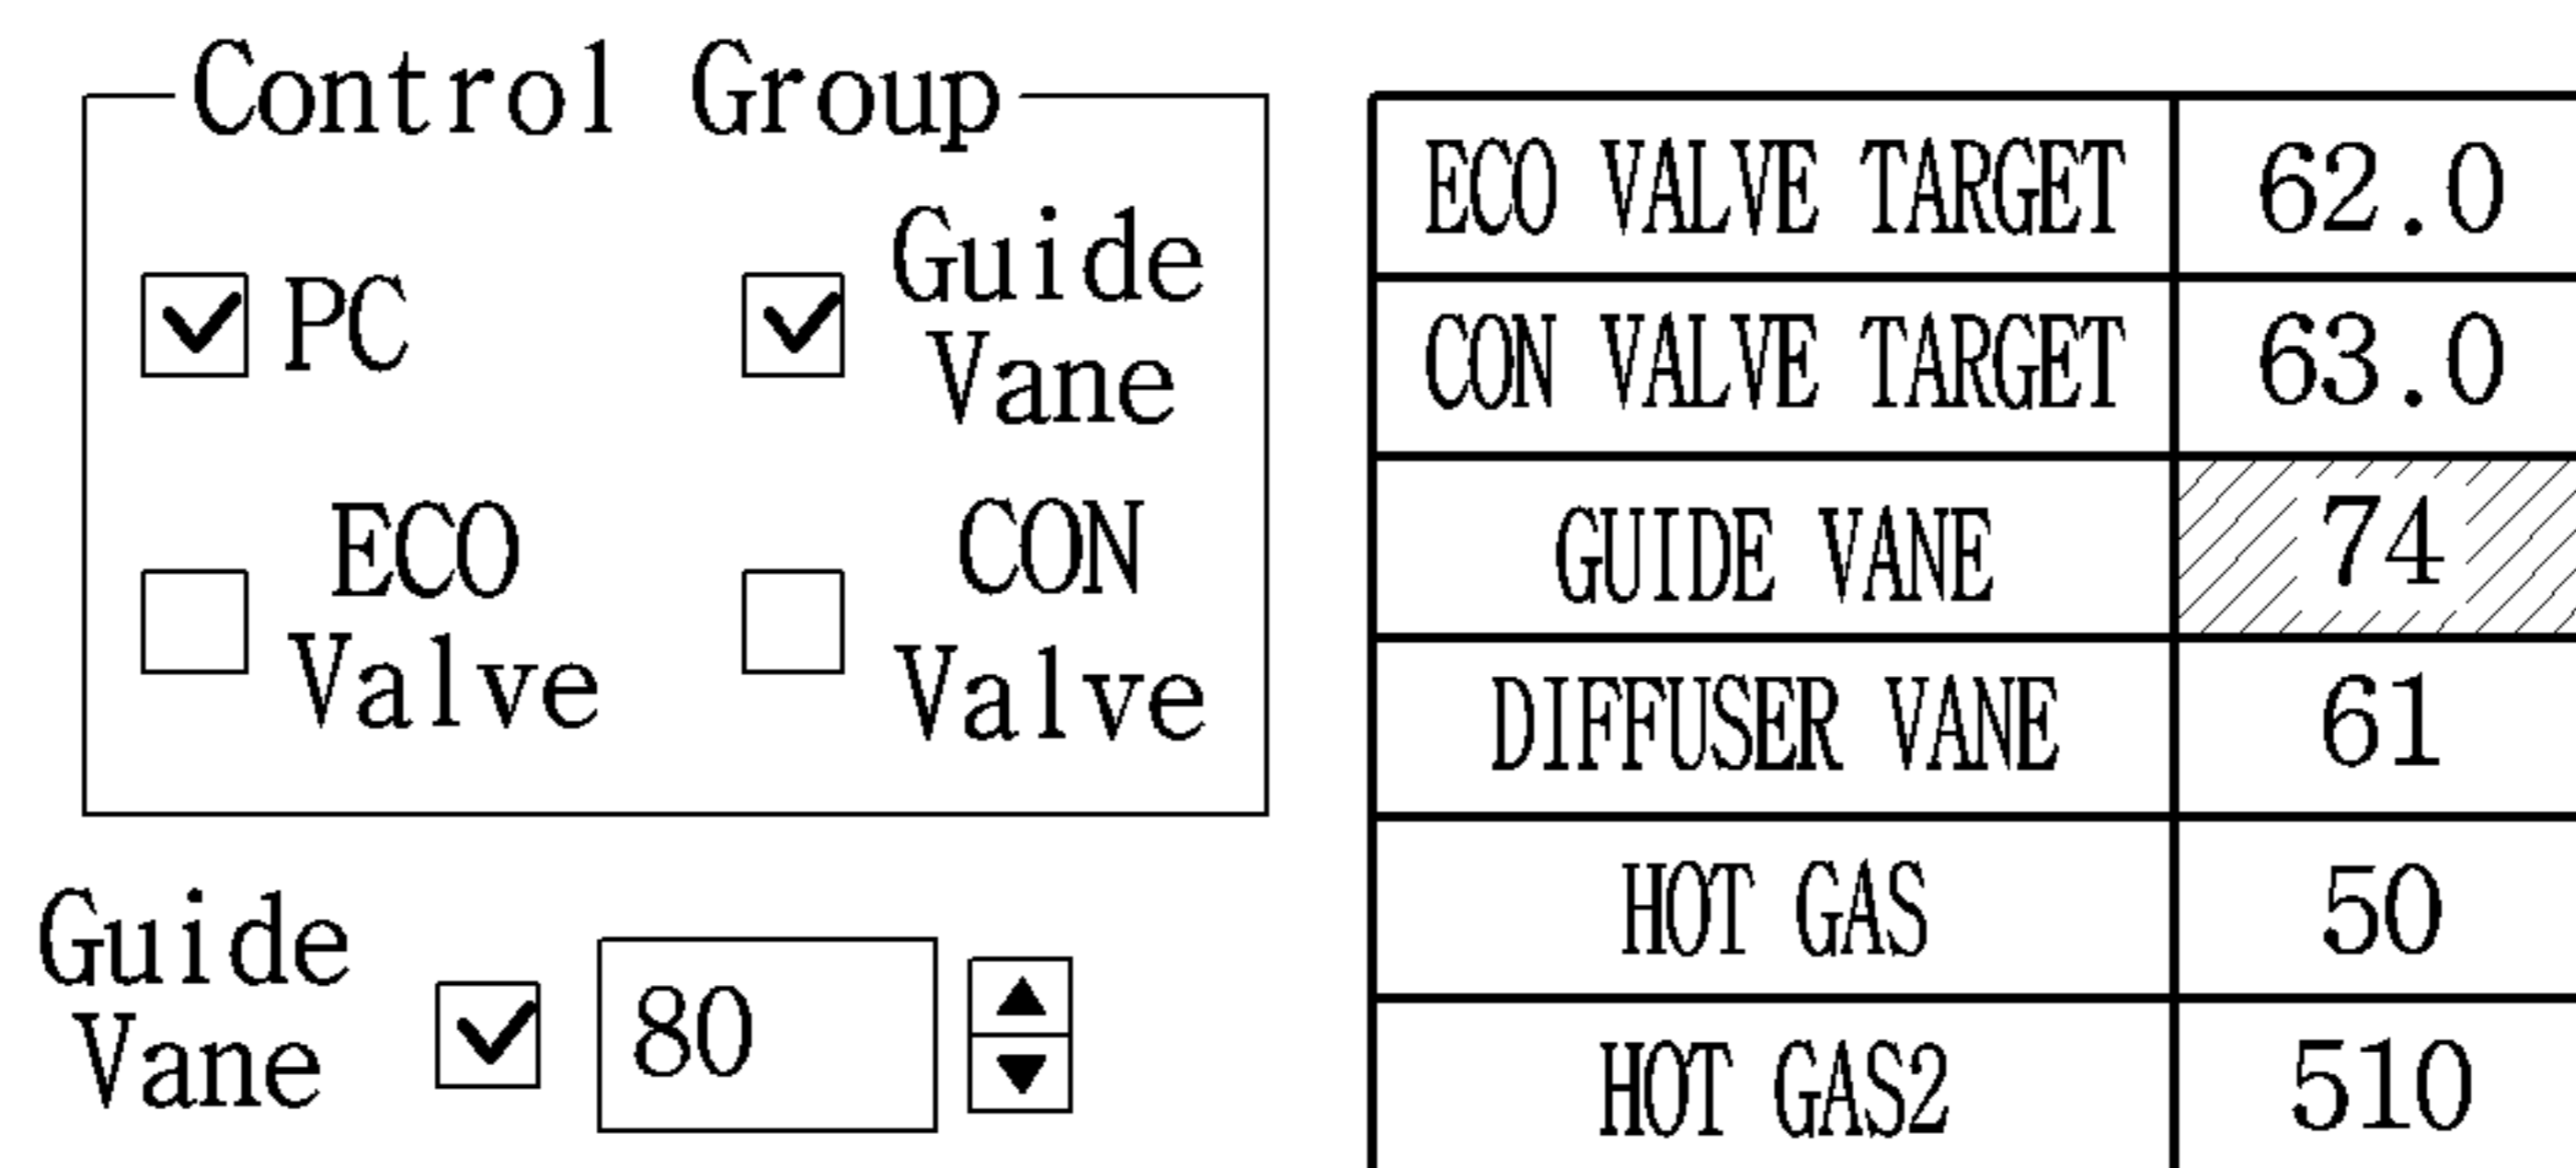 Control Group
PC
Guide
Vane
ECO
Valve
CON
Valve
Guide
Vane
80
ECO VALVE TARGET 62.0
CON VALVE TARGET 63.0
GUIDE VANE 74
DIFFUSER VANE 61
HOT GAS 50
HOT GAS2 510